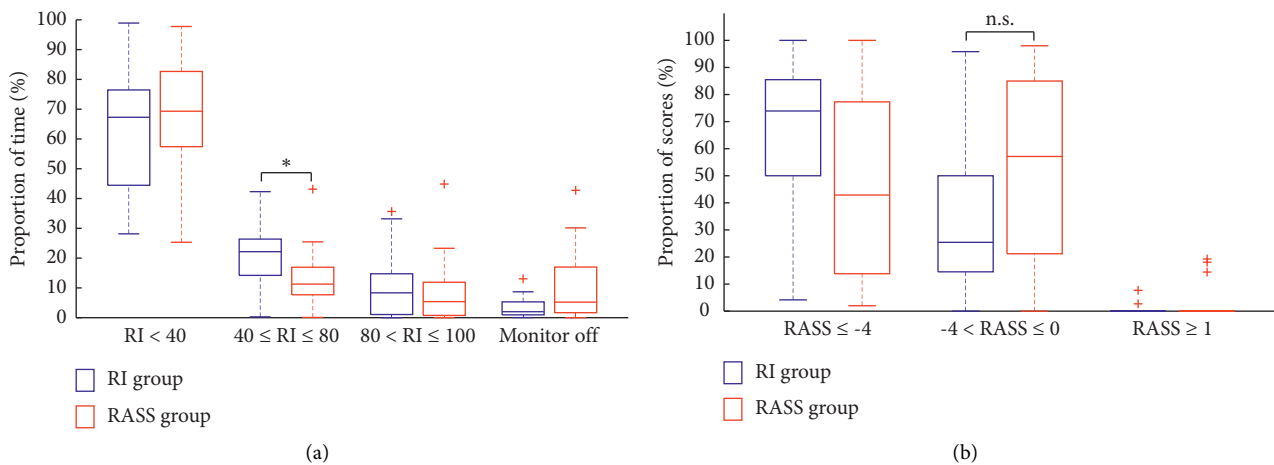 Proportion of time (%)
100
90
80
70
60
50
40
30
20
10
0
*
RI < 40
40 ≤ RI ≤ 80
80 < RI ≤ 100
Monitor off
RI group
RASS group
(a)
Proportion of scores (%)
100
90
80
70
60
50
40
30
20
10
0
n.s.
RASS ≤ -4
-4 < RASS ≤ 0
RASS ≥ 1
RI group
RASS group
(b)